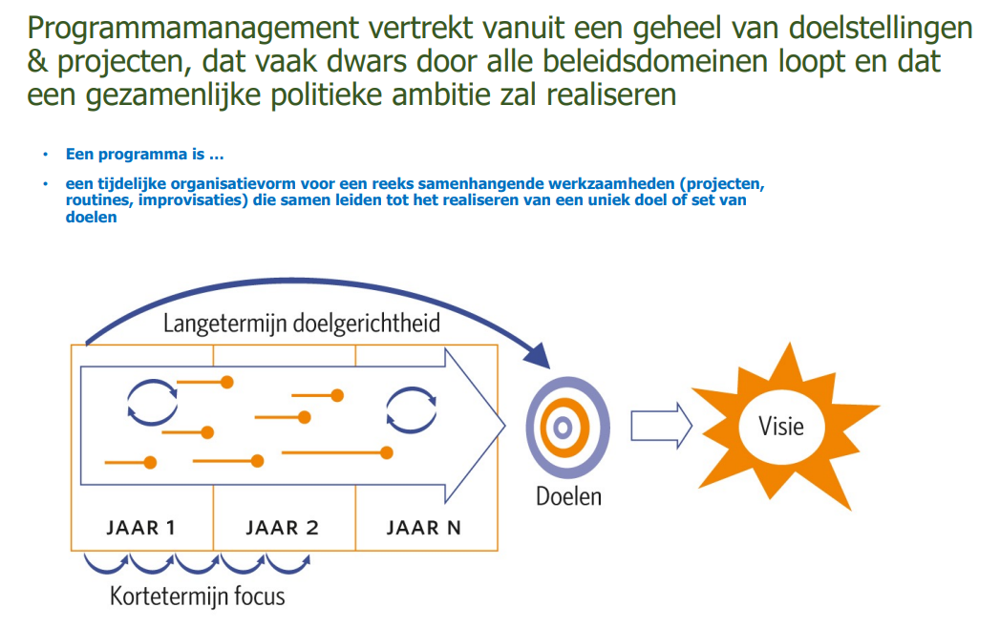 Programmamanagement vertrekt vanuit een geheel van doelstellingen
& projecten, dat vaak dwars door alle beleidsdomeinen loopt en dat
een gezamenlijke politieke ambitie zal realiseren
• Een programma is ...
• een tijdelijke organisatievorm voor een reeks samenhangende werkzaamheden (projecten,
routines, improvisaties) die samen leiden tot het realiseren van een uniek doel of set van
doelen
Langetermijn doelgerichtheid
Visie
Doelen
JAAR 1
JAAR 2
JAAR N
Kortetermijn focus